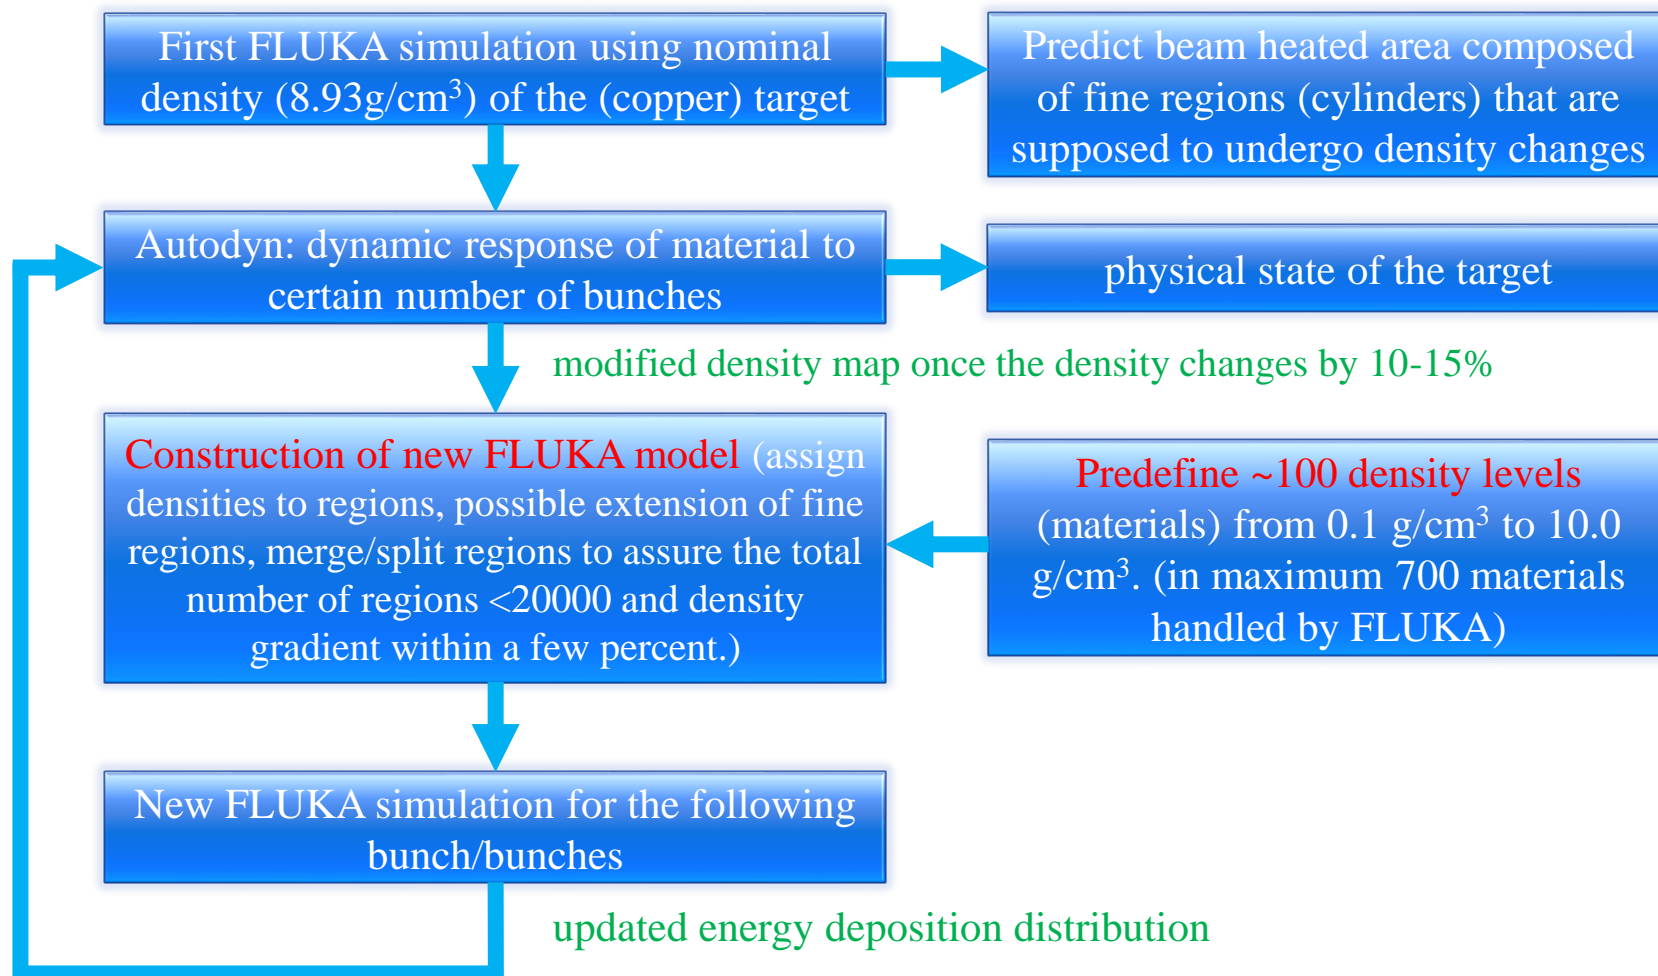 First FLUKA simulation using nominal
density (8.93g/cm³) of the (copper) target
Predict beam heated area composed
of fine regions (cylinders) that are
supposed to undergo density changes
Autodyn: dynamic response of material to
certain number of bunches
physical state of the target
modified density map once the density changes by 10-15%
Construction of new FLUKA model (assign
densities to regions, possible extension of fine
regions, merge/split regions to assure the total
number of regions <20000 and density
gradient within a few percent.)
Predefine ~100 density levels
(materials) from 0.1 g/cm³ to 10.0
g/cm³. (in maximum 700 materials
handled by FLUKA)
New FLUKA simulation for the following
bunch/bunches
updated energy deposition distribution